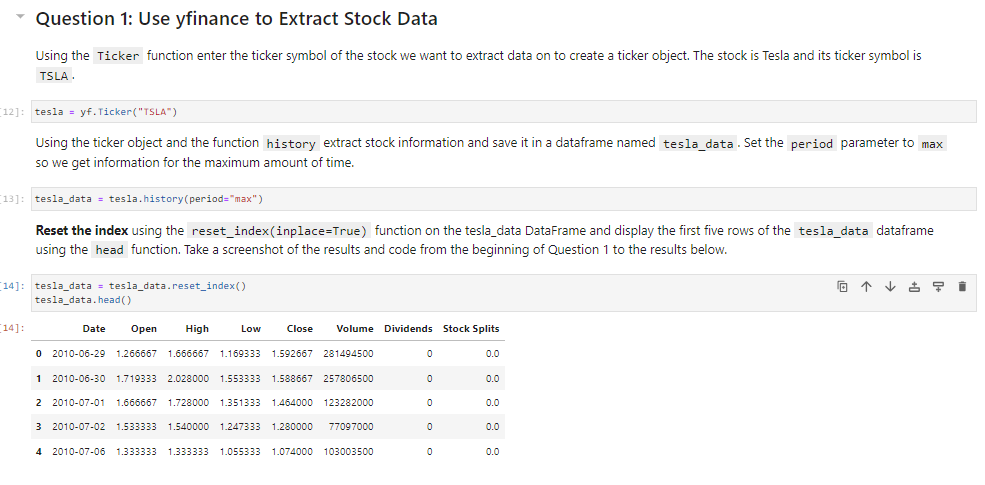 Question 1: Use yfinance to Extract Stock Data
Using the Ticker function enter the ticker symbol of the stock we want to extract data on to create a ticker object. The stock is Tesla and its ticker symbol is
TSLA.
12]: tesla = yf.Ticker("TSLA")
Using the ticker object and the function history extract stock information and save it in a dataframe named tesla_data. Set the period parameter to max
so we get information for the maximum amount of time.
13]: tesla_data = tesla.history(period="max")
Reset the index using the reset_index(inplace=True) function on the tesla_data DataFrame and display the first five rows of the tesla_data dataframe
using the head function. Take a screenshot of the results and code from the beginning of Question 1 to the results below.
14]: tesla_data = tesla_data.reset_index()
tesla_data.head()
14]: Date Open High Low Close Volume Dividends Stock Splits
0 2010-06-29 1.266667 1.666667 1.169333 1.592667 281494500 0 0.0
1 2010-06-30 1.719333 2.028000 1.553333 1.588667 257806500 0 0.0
2 2010-07-01 1.666667 1.728000 1.351333 1.464000 123282000 0 0.0
3 2010-07-02 1.533333 1.540000 1.247333 1.280000 77097000 0 0.0
4 2010-07-06 1.333333 1.333333 1.055333 1.074000 103003500 0 0.0